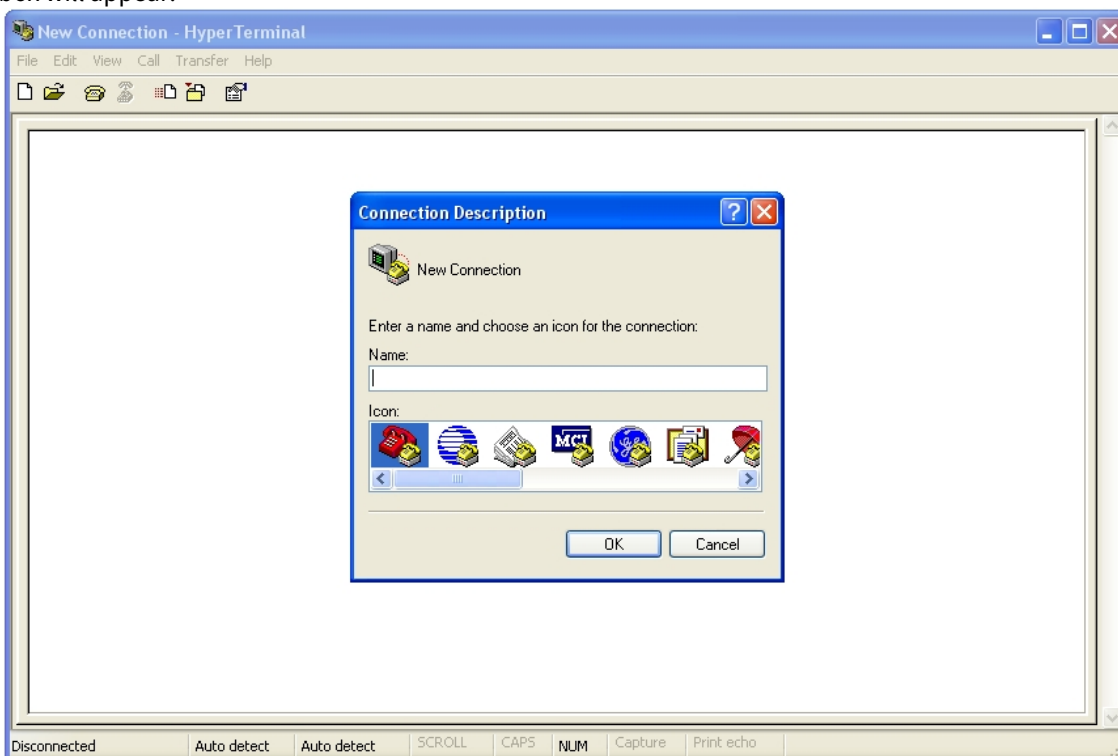 will appear.
New Connection - HyperTerminal
File Edit View Call Transfer Help
Connection Description
New Connection
Enter a name and choose an icon for the connection:
Name:
Icon:
MCI
OK Cancel
Disconnected Auto detect Auto detect SCROLL CAPS NUM Capture Print echo